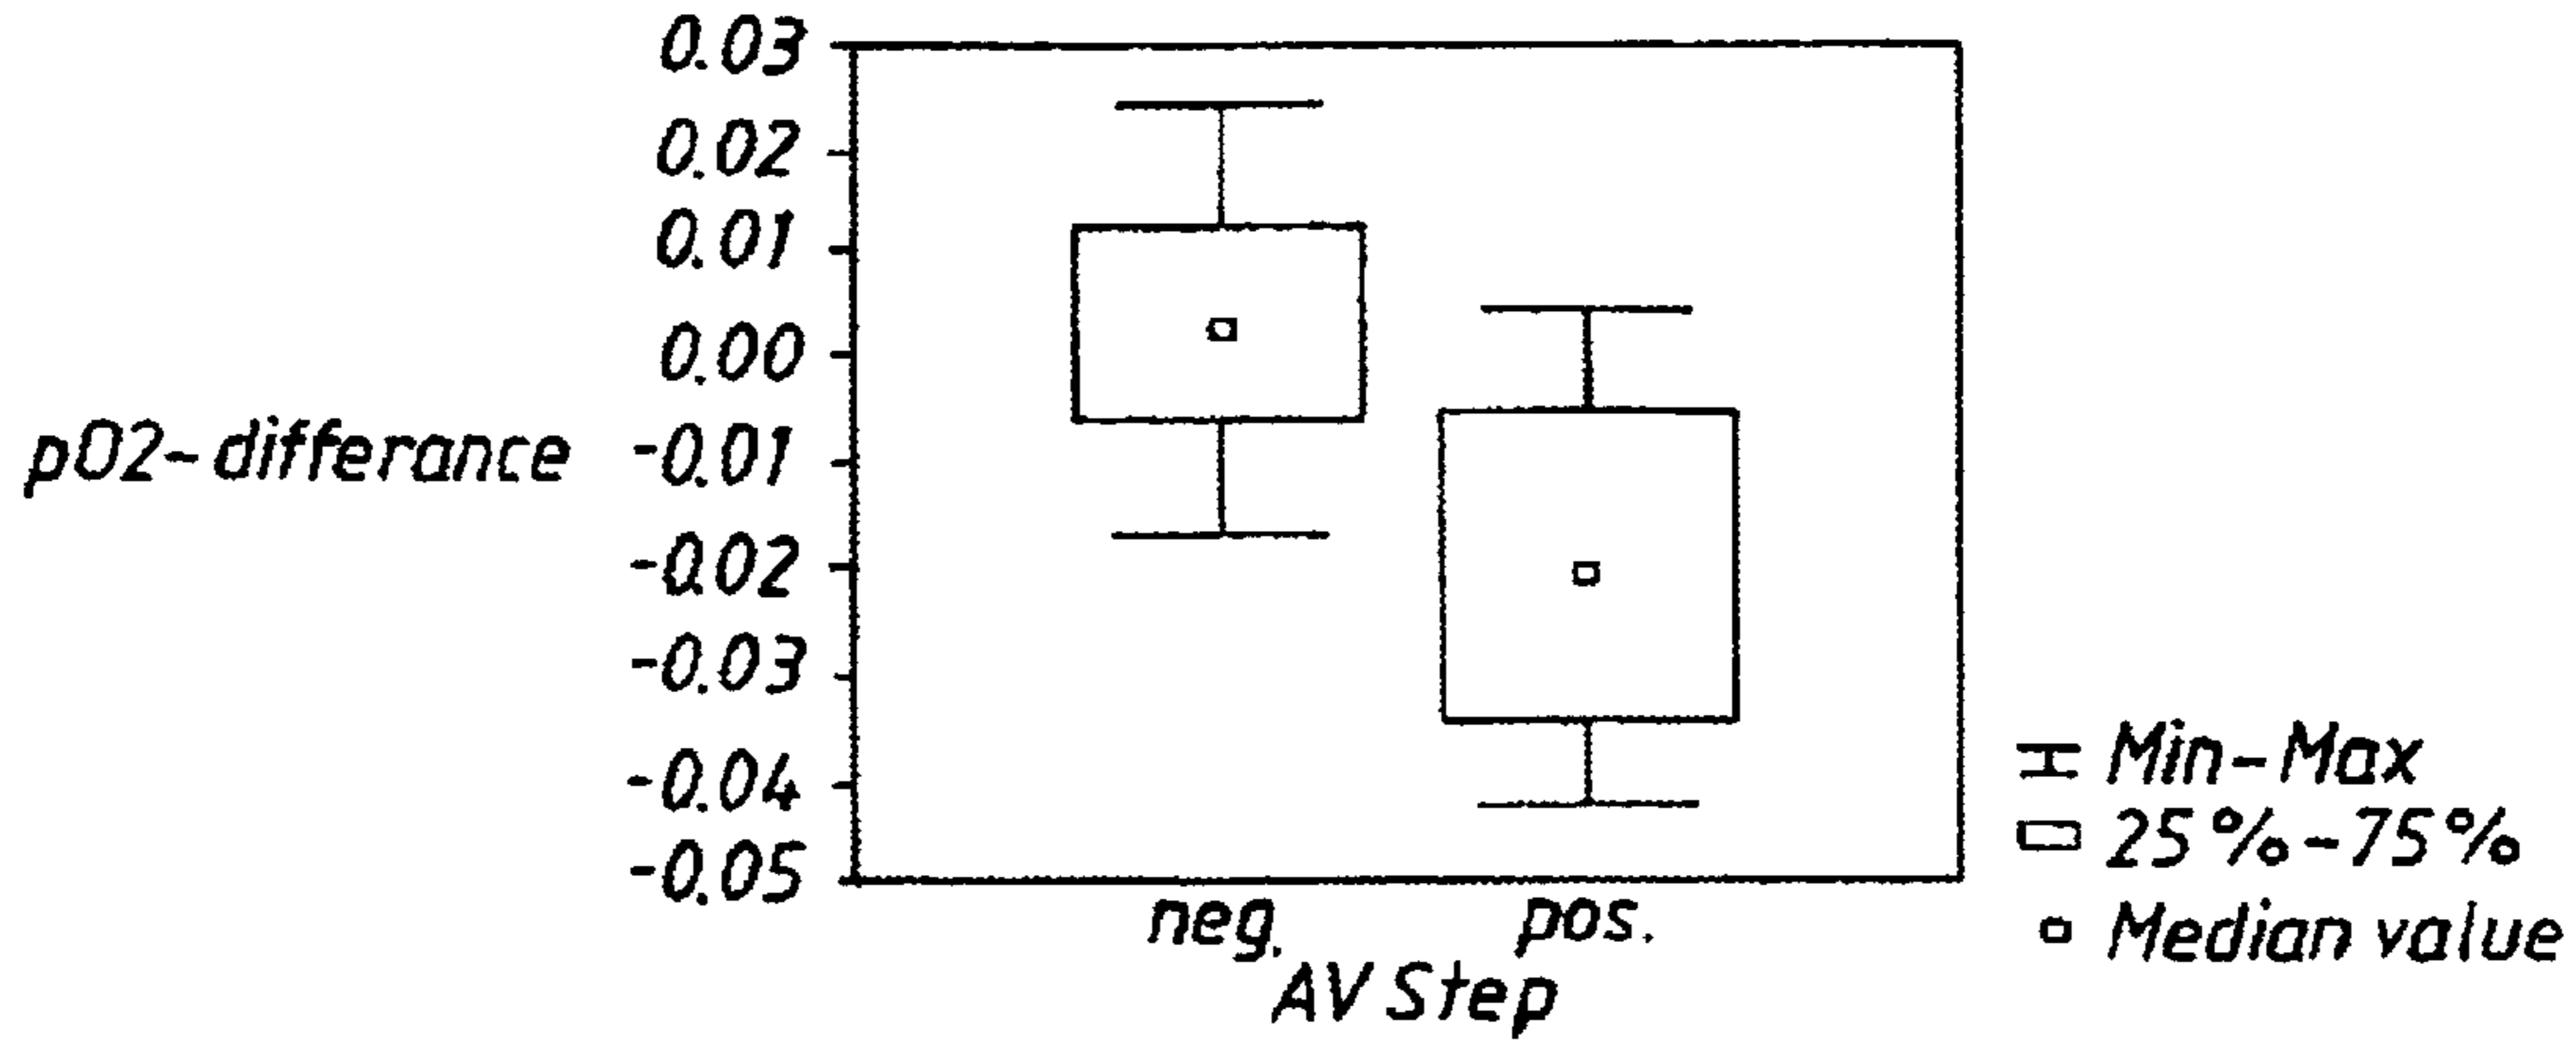 0.03
0.02
0.01
0.00
pO2-differance
-0.01
-0.02
-0.03
-0.04
-0.05
neg.
pos.
AV Step
Min-Max
25%-75%
Median value